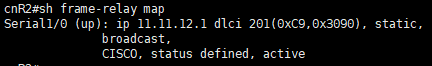 cnR2#sh frame-relay map
Serial1/0 (up): ip 11.11.12.1 dlci 201(0xC9,0x3090), static,
broadcast,
CISCO, status defined, active